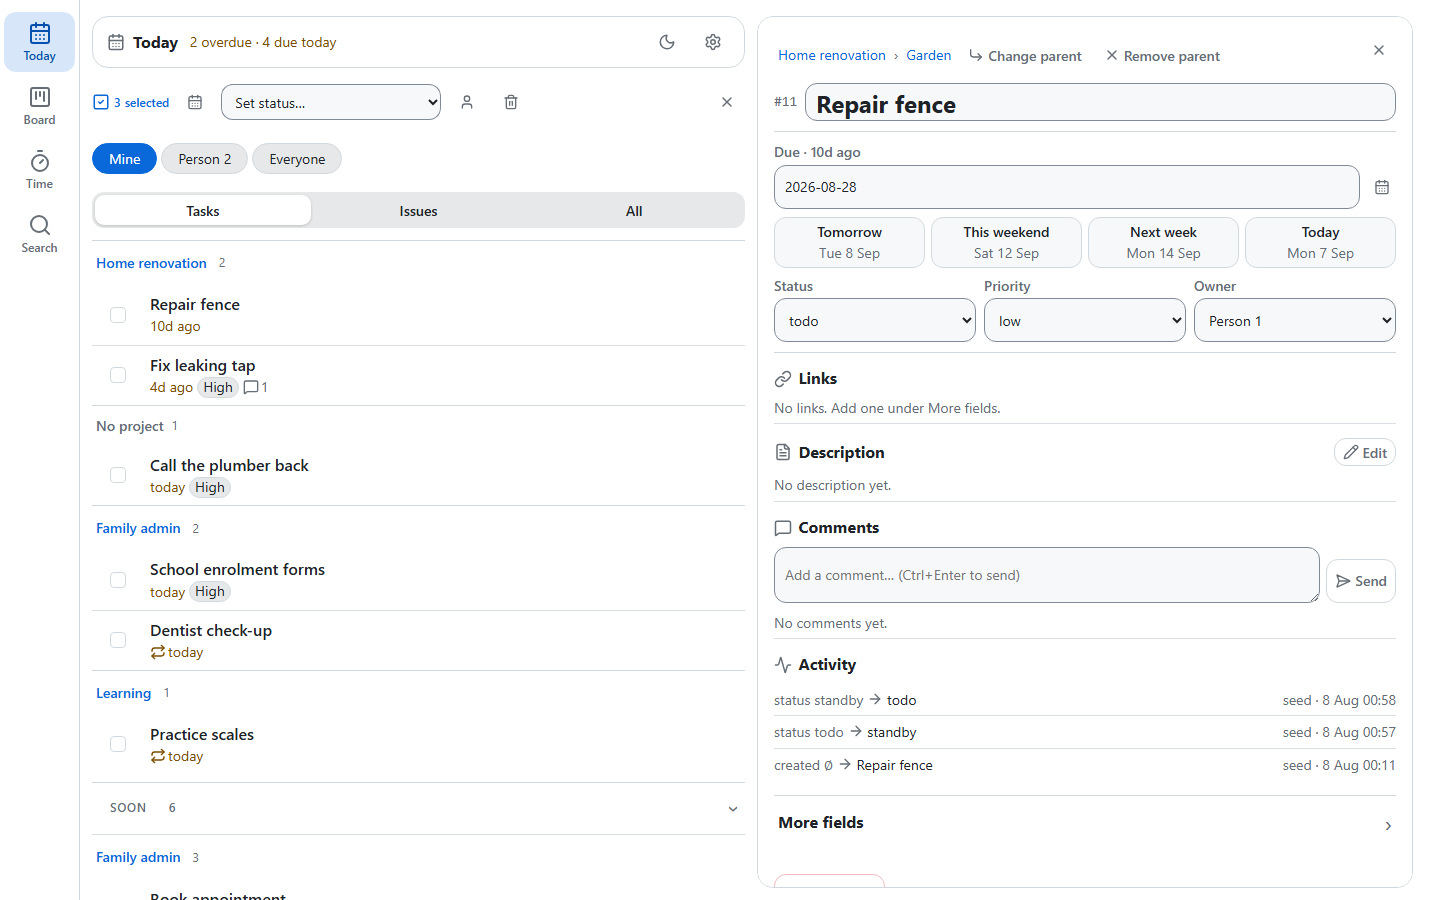 Today
Board
Time
Search
Today 2 overdue · 4 due today
3 selected Set status...
Mine Person 2 Everyone
Tasks Issues All
Home renovation 2
Repair fence
10d ago
Fix leaking tap
4d ago High 1
No project 1
Call the plumber back
today High
Family admin 2
School enrolment forms
today High
Dentist check-up
today
Learning 1
Practice scales
today
SOON 6
Family admin 3
Book appointment
Home renovation › Garden Change parent Remove parent
#11 Repair fence
Due · 10d ago
2026-08-28
Tomorrow This weekend Next week Today
Tue 8 Sep Sat 12 Sep Mon 14 Sep Mon 7 Sep
Status Priority Owner
todo low Person 1
Links
No links. Add one under More fields.
Description Edit
No description yet.
Comments
Add a comment... (Ctrl+Enter to send) Send
No comments yet.
Activity
status standby → todo seed · 8 Aug 00:58
status todo → standby seed · 8 Aug 00:57
created Ø → Repair fence seed · 8 Aug 00:11
More fields